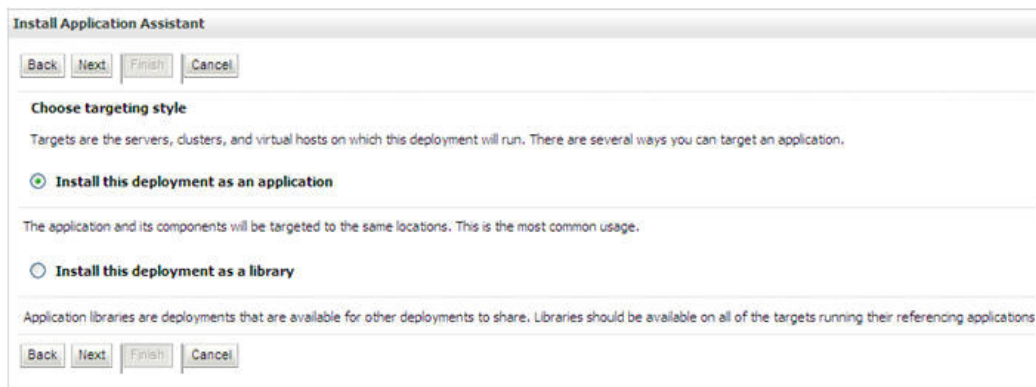 Install Application Assistant
Back Next Finish Cancel
Choose targeting style
Targets are the servers, clusters, and virtual hosts on which this deployment will run. There are several ways you can target an application.
Install this deployment as an application
The application and its components will be targeted to the same locations. This is the most common usage.
Install this deployment as a library
Application libraries are deployments that are available for other deployments to share. Libraries should be available on all of the targets running their referencing applications
Back Next Finish Cancel